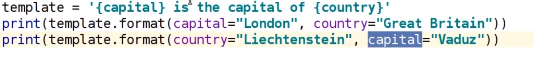 template = '{capital} is the capital of {country}'
print(template.format(capital="London", country="Great Britain"))
print(template.format(country="Liechtenstein", capital="Vaduz"))